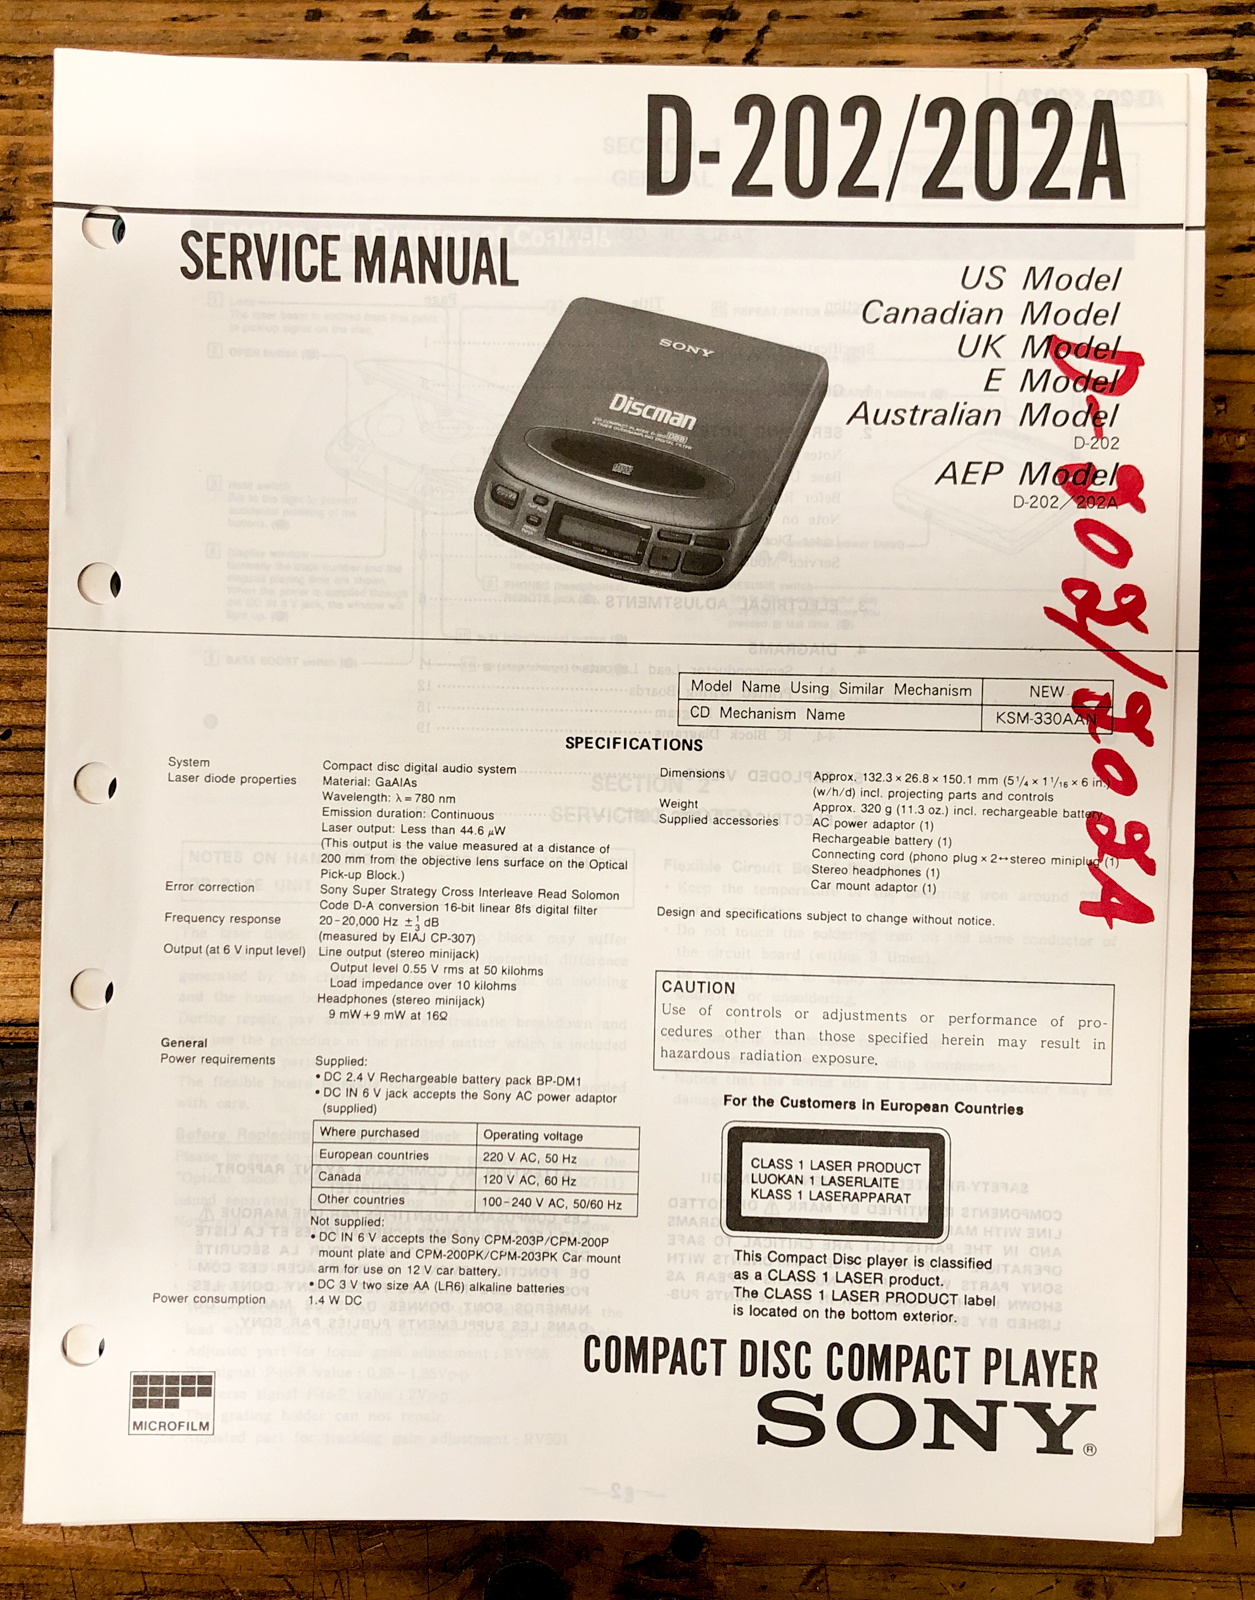 D-202/202A
SERVICE MANUAL
US Model
Canadian Model
UK Model
E Model
Australian Model
D-202
AEP Model
D-202/202A
SONY
Discman
D-202/202A
Model Name Using Similar Mechanism NEW
CD Mechanism Name KSM-330AAN
SPECIFICATIONS
System Compact disc digital audio system
Laser diode properties Material: GaAlAs
Wavelength: λ = 780 nm
Emission duration: Continuous
Laser output: Less than 44.6 μW
(This output is the value measured at a distance of
200 mm from the objective lens surface on the Optical
Pick-up Block.)
Error correction Sony Super Strategy Cross Interleave Read Solomon
Code D-A conversion 16-bit linear 8fs digital filter
Frequency response 20-20,000 Hz ±1/3 dB
(measured by EIAJ CP-307)
Output (at 6 V input level) Line output (stereo minijack)
Output level 0.55 V rms at 50 kilohms
Load impedance over 10 kilohms
Headphones (stereo minijack)
9 mW+9 mW at 16Ω
General
Power requirements Supplied:
• DC 2.4 V Rechargeable battery pack BP-DM1
• DC IN 6 V jack accepts the Sony AC power adaptor
(supplied)
Where purchased Operating voltage
European countries 220 V AC, 50 Hz
Canada 120 V AC, 60 Hz
Other countries 100-240 V AC, 50/60 Hz
Not supplied:
• DC IN 6 V accepts the Sony CPM-203P/CPM-200P
mount plate and CPM-200PK/CPM-203PK Car mount
arm for use on 12 V car battery.
• DC 3 V two size AA (LR6) alkaline batteries
Power consumption 1.4 W DC
Dimensions Approx. 132.3 × 26.8 × 150.1 mm (5 1/4 × 1 1/16 × 6 in.)
(w/h/d) incl. projecting parts and controls
Weight Approx. 320 g (11.3 oz.) incl. rechargeable battery
Supplied accessories AC power adaptor (1)
Rechargeable battery (1)
Connecting cord (phono plug × 2↔stereo miniplug (1)
Stereo headphones (1)
Car mount adaptor (1)
Design and specifications subject to change without notice.
CAUTION
Use of controls or adjustments or performance of pro-
cedures other than those specified herein may result in
hazardous radiation exposure.
For the Customers in European Countries
CLASS 1 LASER PRODUCT
LUOKAN 1 LASERLAITE
KLASS 1 LASERAPPARAT
This Compact Disc player is classified
as a CLASS 1 LASER product.
The CLASS 1 LASER PRODUCT label
is located on the bottom exterior.
MICROFILM
COMPACT DISC COMPACT PLAYER
SONY®